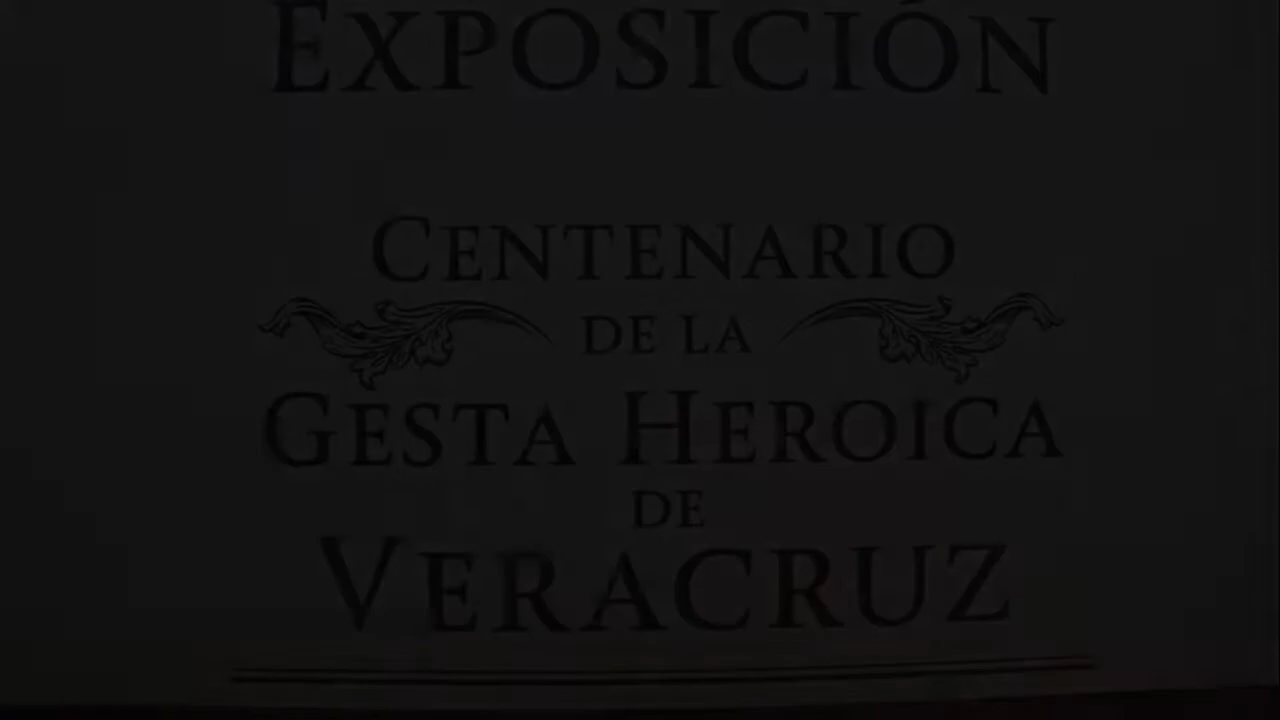 EXPOSICIÓN
CENTENARIO
DE LA
GESTA HEROICA
DE
VERACRUZ